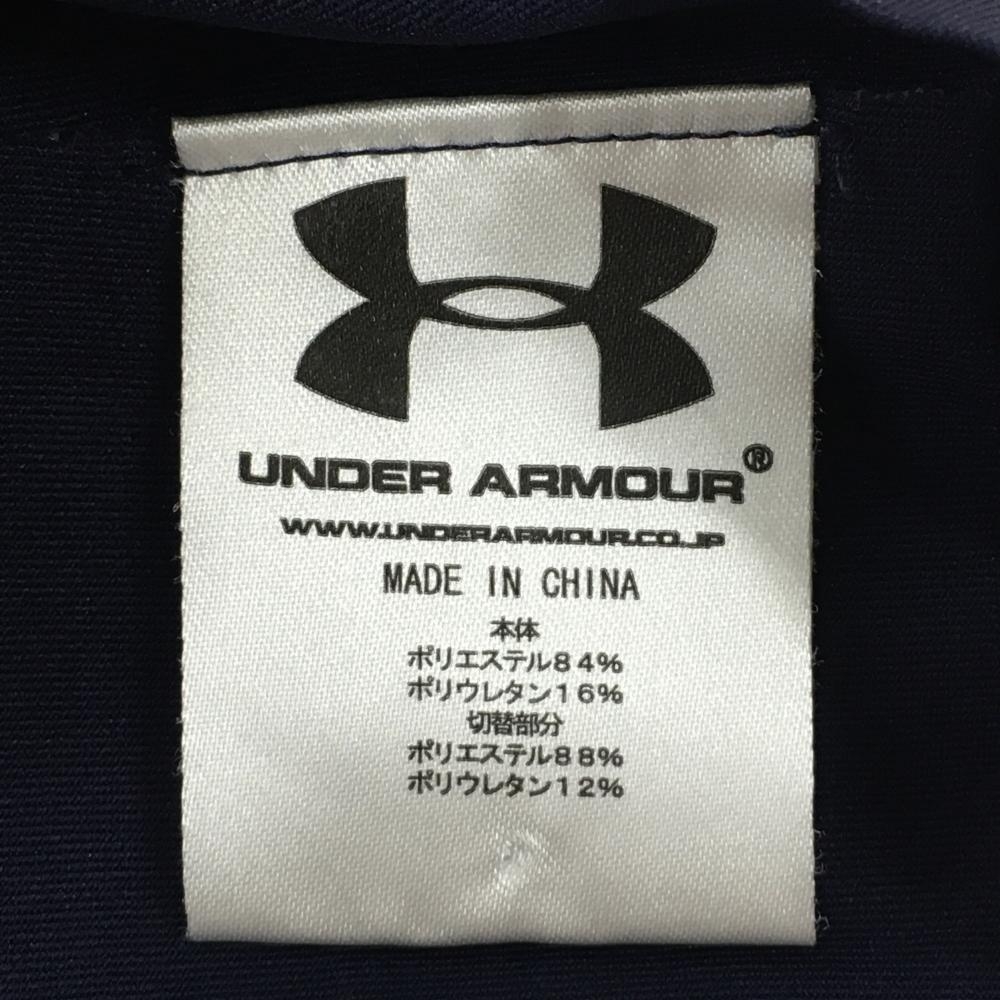 UNDER ARMOUR®
WWW.UNDERARMOUR.CO.JP
MADE IN CHINA
本体
ポリエステル84%
ポリウレタン16%
切替部分
ポリエステル88%
ポリウレタン12%